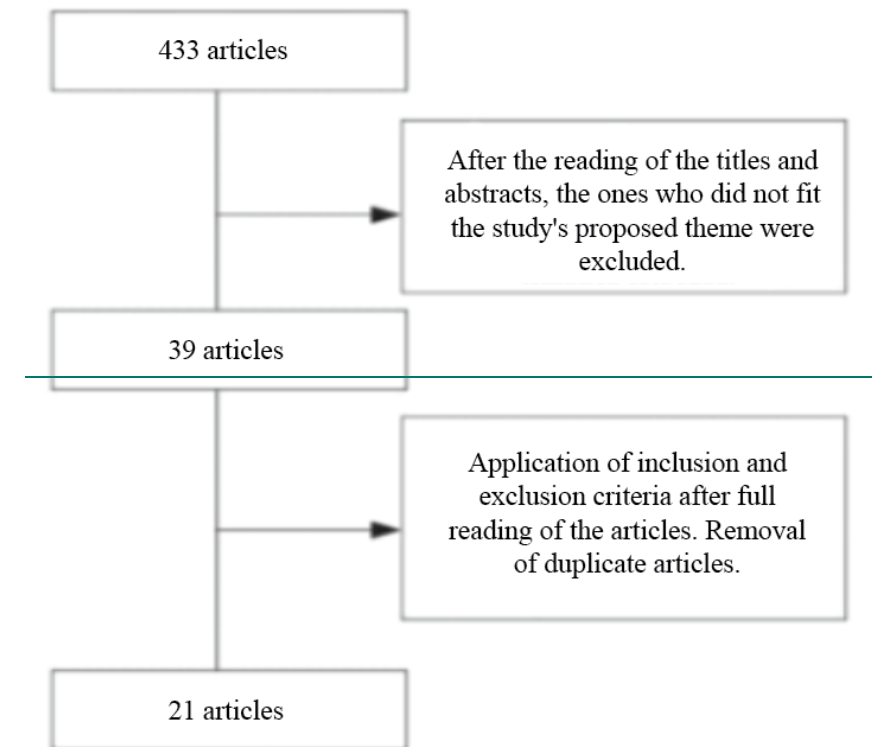 433 articles
After the reading of the titles and
abstracts, the ones who did not fit
the study's proposed theme were
excluded.
39 articles
Application of inclusion and
exclusion criteria after full
reading of the articles. Removal
of duplicate articles.
21 articles